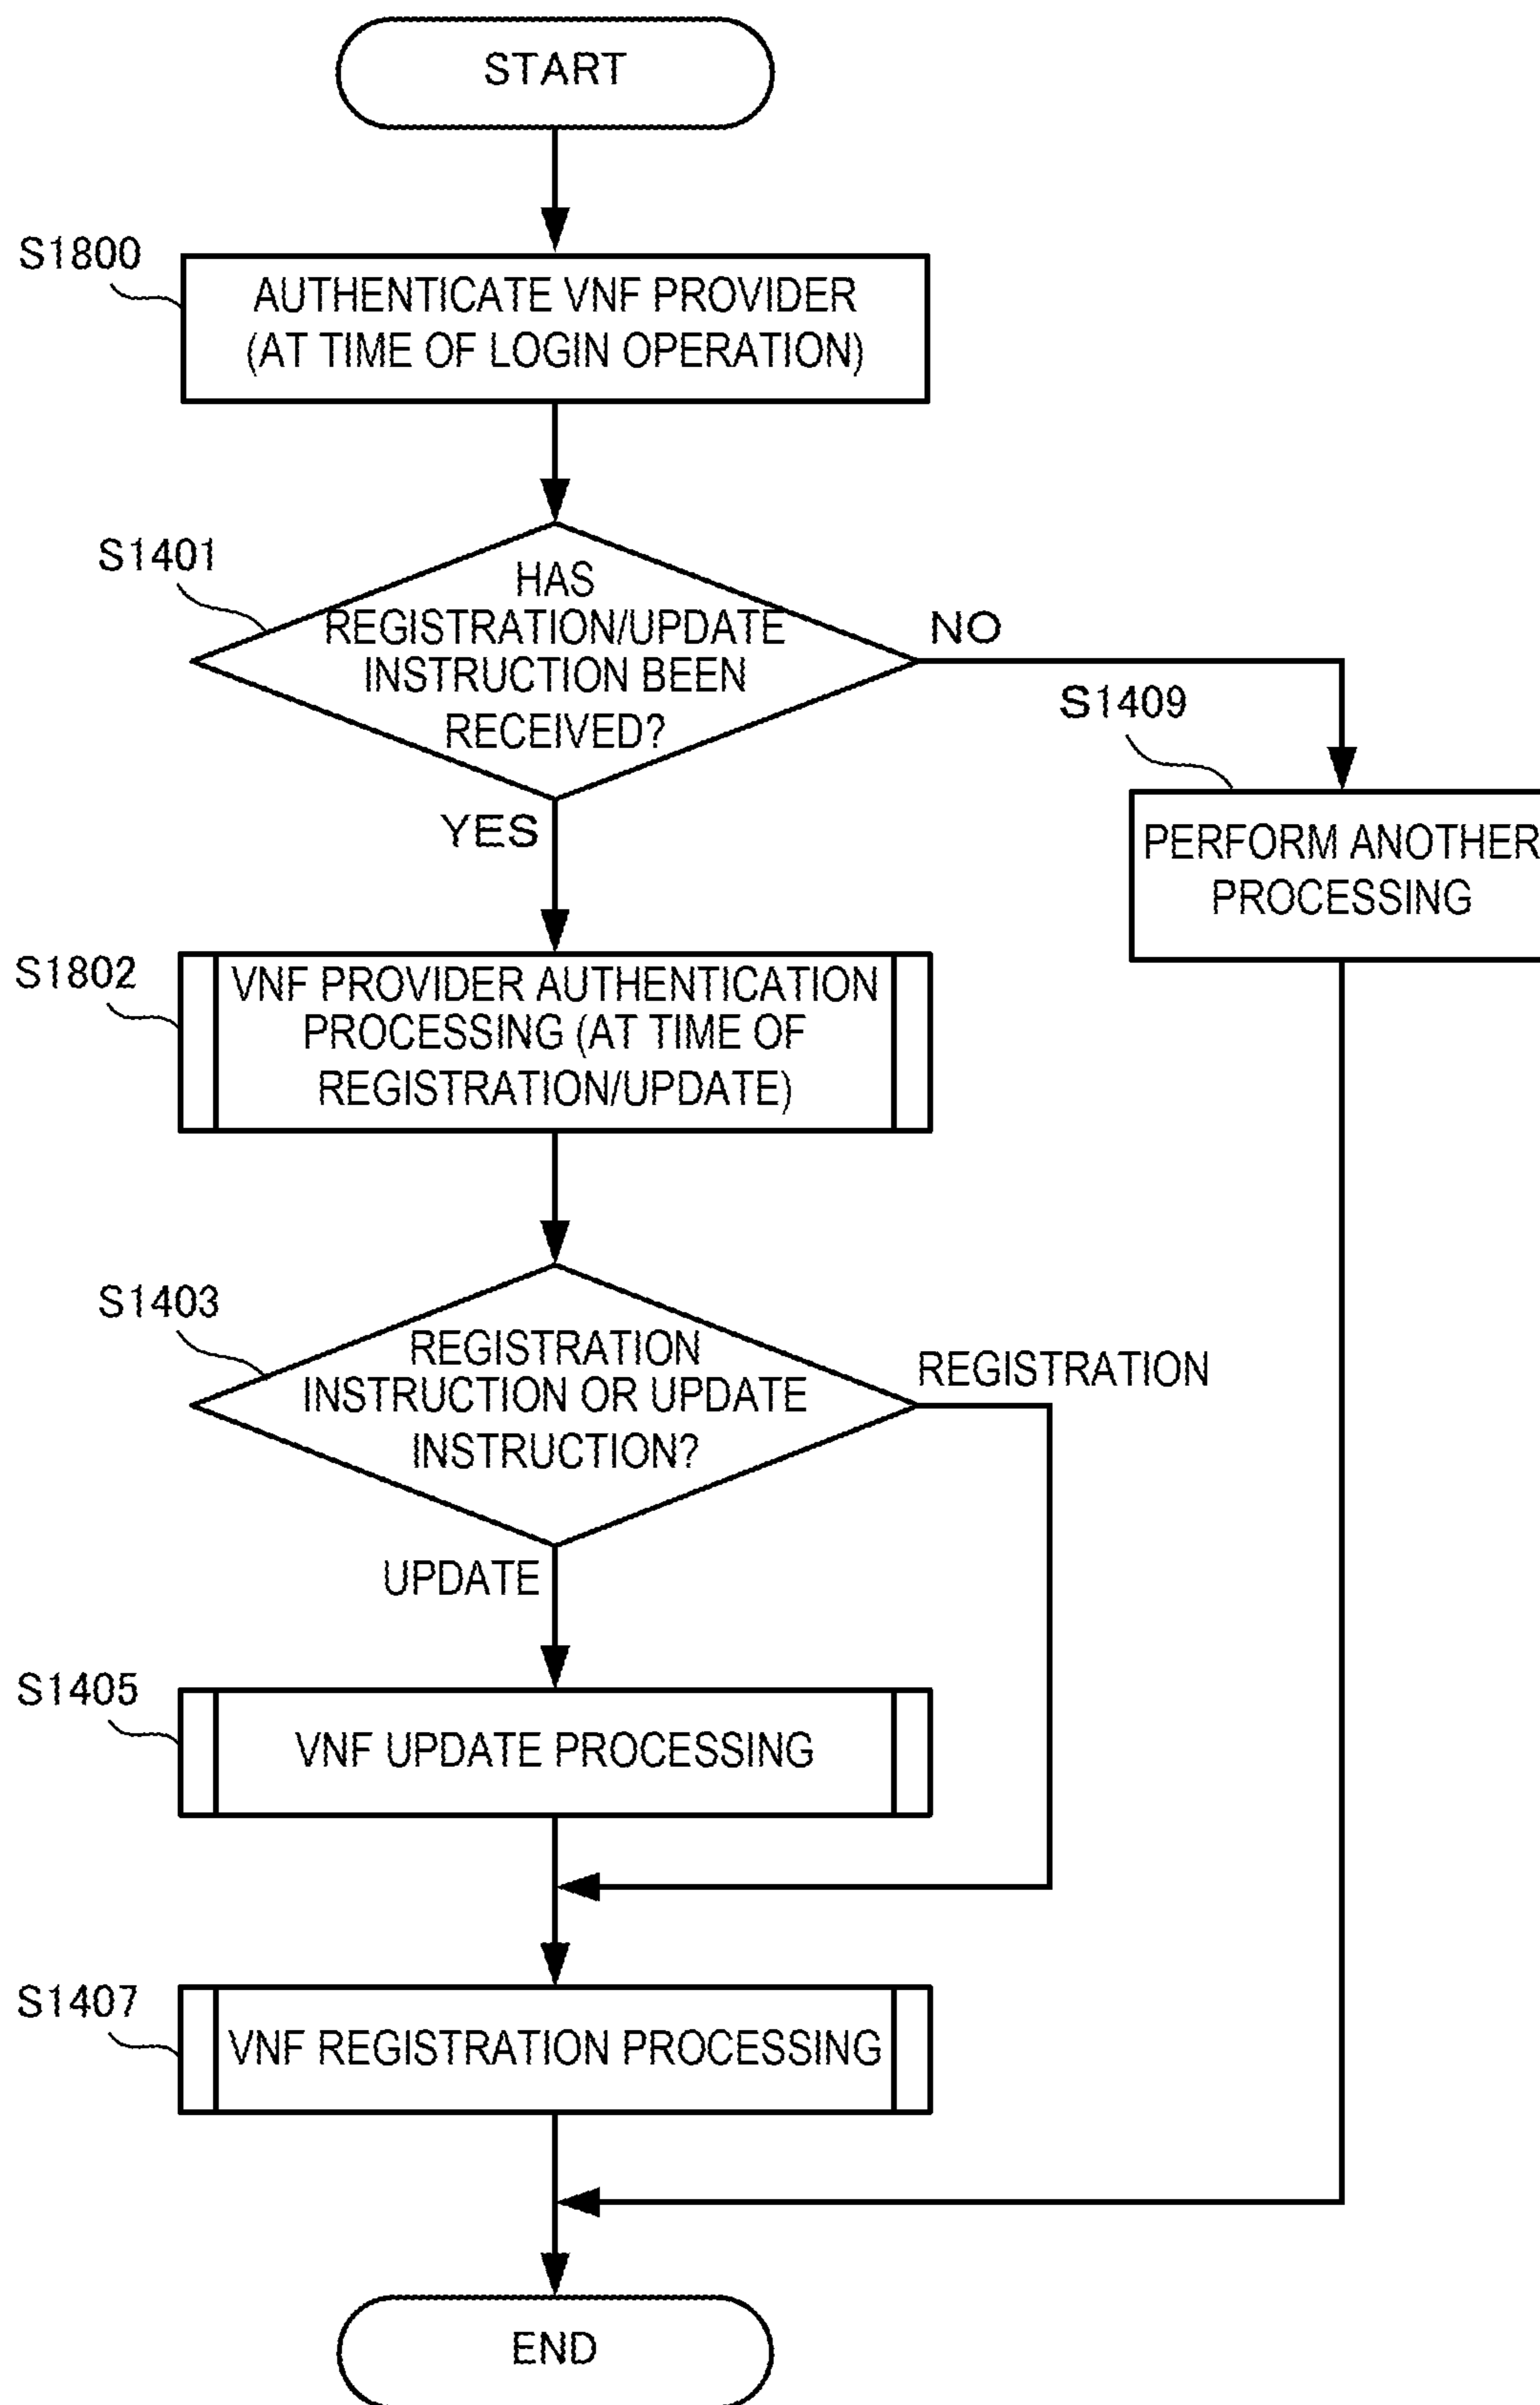 START
S1800
AUTHENTICATE VNF PROVIDER
(AT TIME OF LOGIN OPERATION)
S1401
HAS
REGISTRATION/UPDATE
INSTRUCTION BEEN
RECEIVED?
NO
YES
S1409
PERFORM ANOTHER
PROCESSING
S1802
VNF PROVIDER AUTHENTICATION
PROCESSING (AT TIME OF
REGISTRATION/UPDATE)
S1403
REGISTRATION
INSTRUCTION OR UPDATE
INSTRUCTION?
REGISTRATION
UPDATE
S1405
VNF UPDATE PROCESSING
S1407
VNF REGISTRATION PROCESSING
END